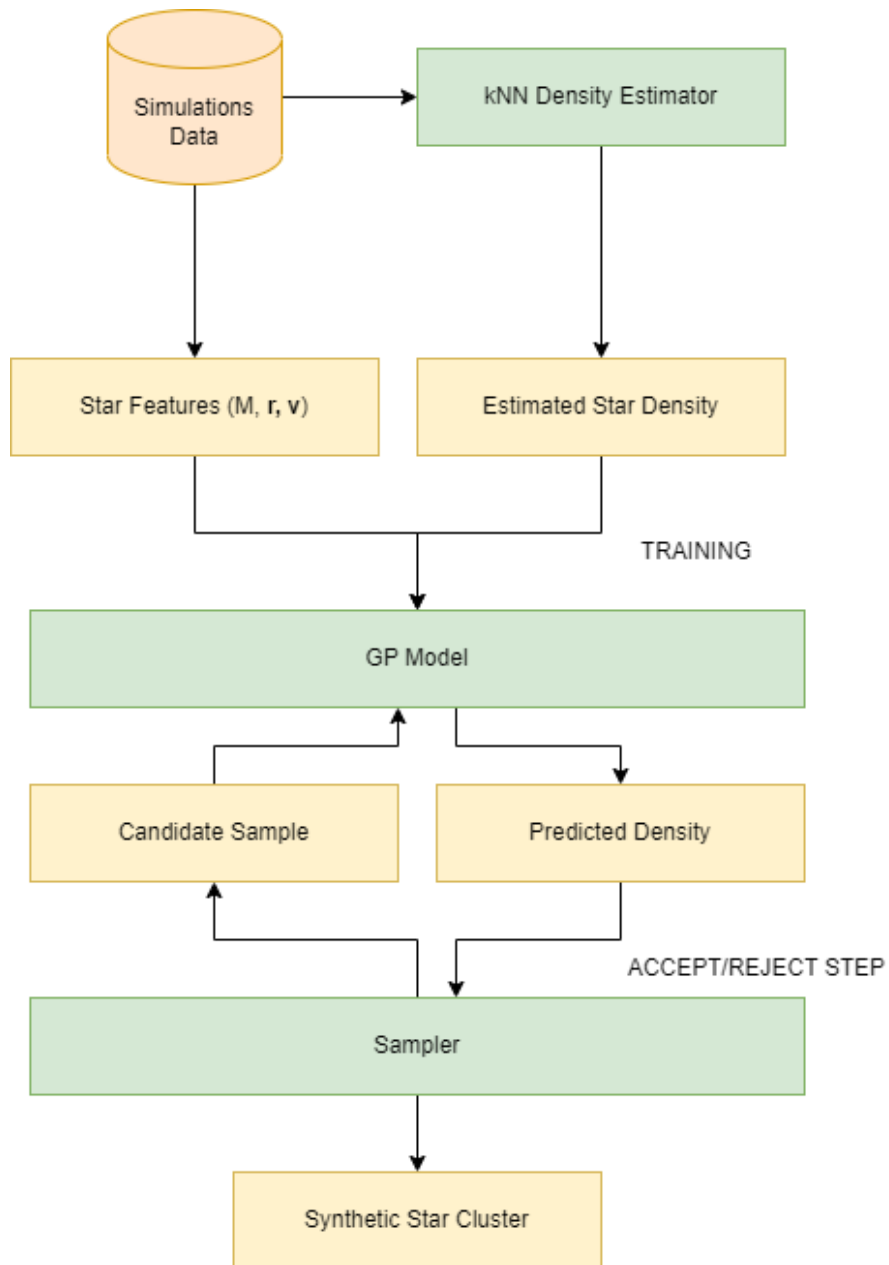 Simulations
Data
kNN Density Estimator
Star Features (M, r, v)
Estimated Star Density
TRAINING
GP Model
Candidate Sample
Predicted Density
ACCEPT/REJECT STEP
Sampler
Synthetic Star Cluster